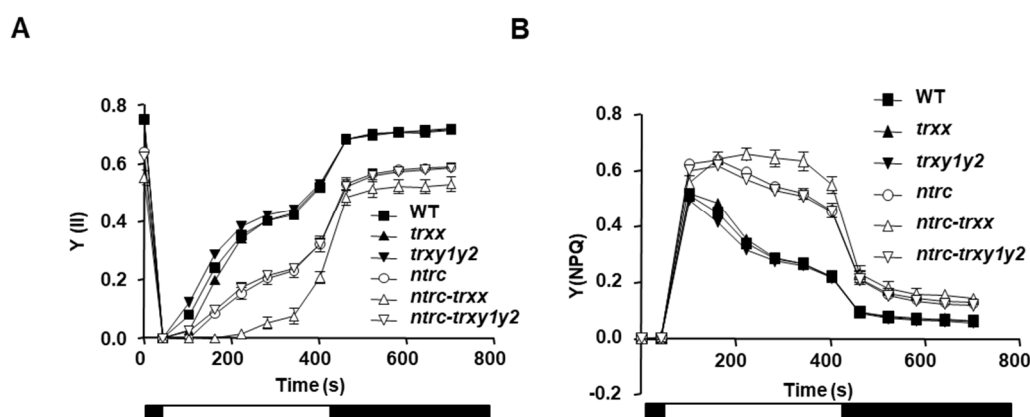 A
Y (II)
0.8
0.6
0.4
0.2
0.0
0
200
400
600
800
Time (s)
WT
trxx
trxy1y2
ntrc
ntrc-trxx
ntrc-trxy1y2
B
Y(NPQ)
0.8
0.6
0.4
0.2
0.0
-0.2
200
400
600
800
Time (s)
WT
trxx
trxy1y2
ntrc
ntrc-trxx
ntrc-trxy1y2